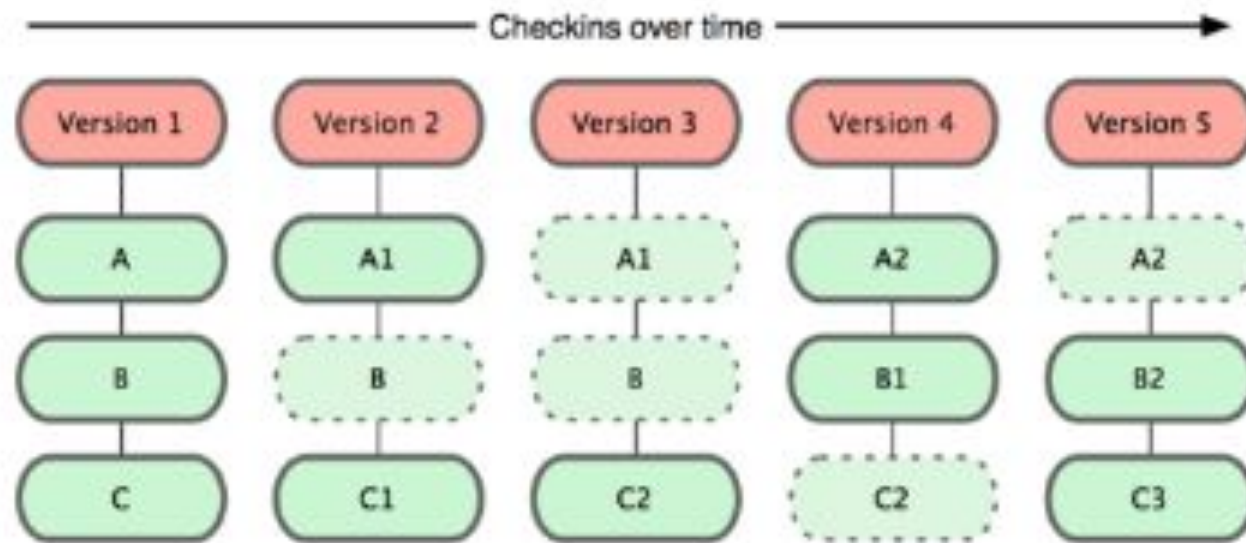 Checkins over time
Version 1 Version 2 Version 3 Version 4 Version 5
A A1 A1 A2 A2
B B B B1 B2
C C1 C2 C2 C3